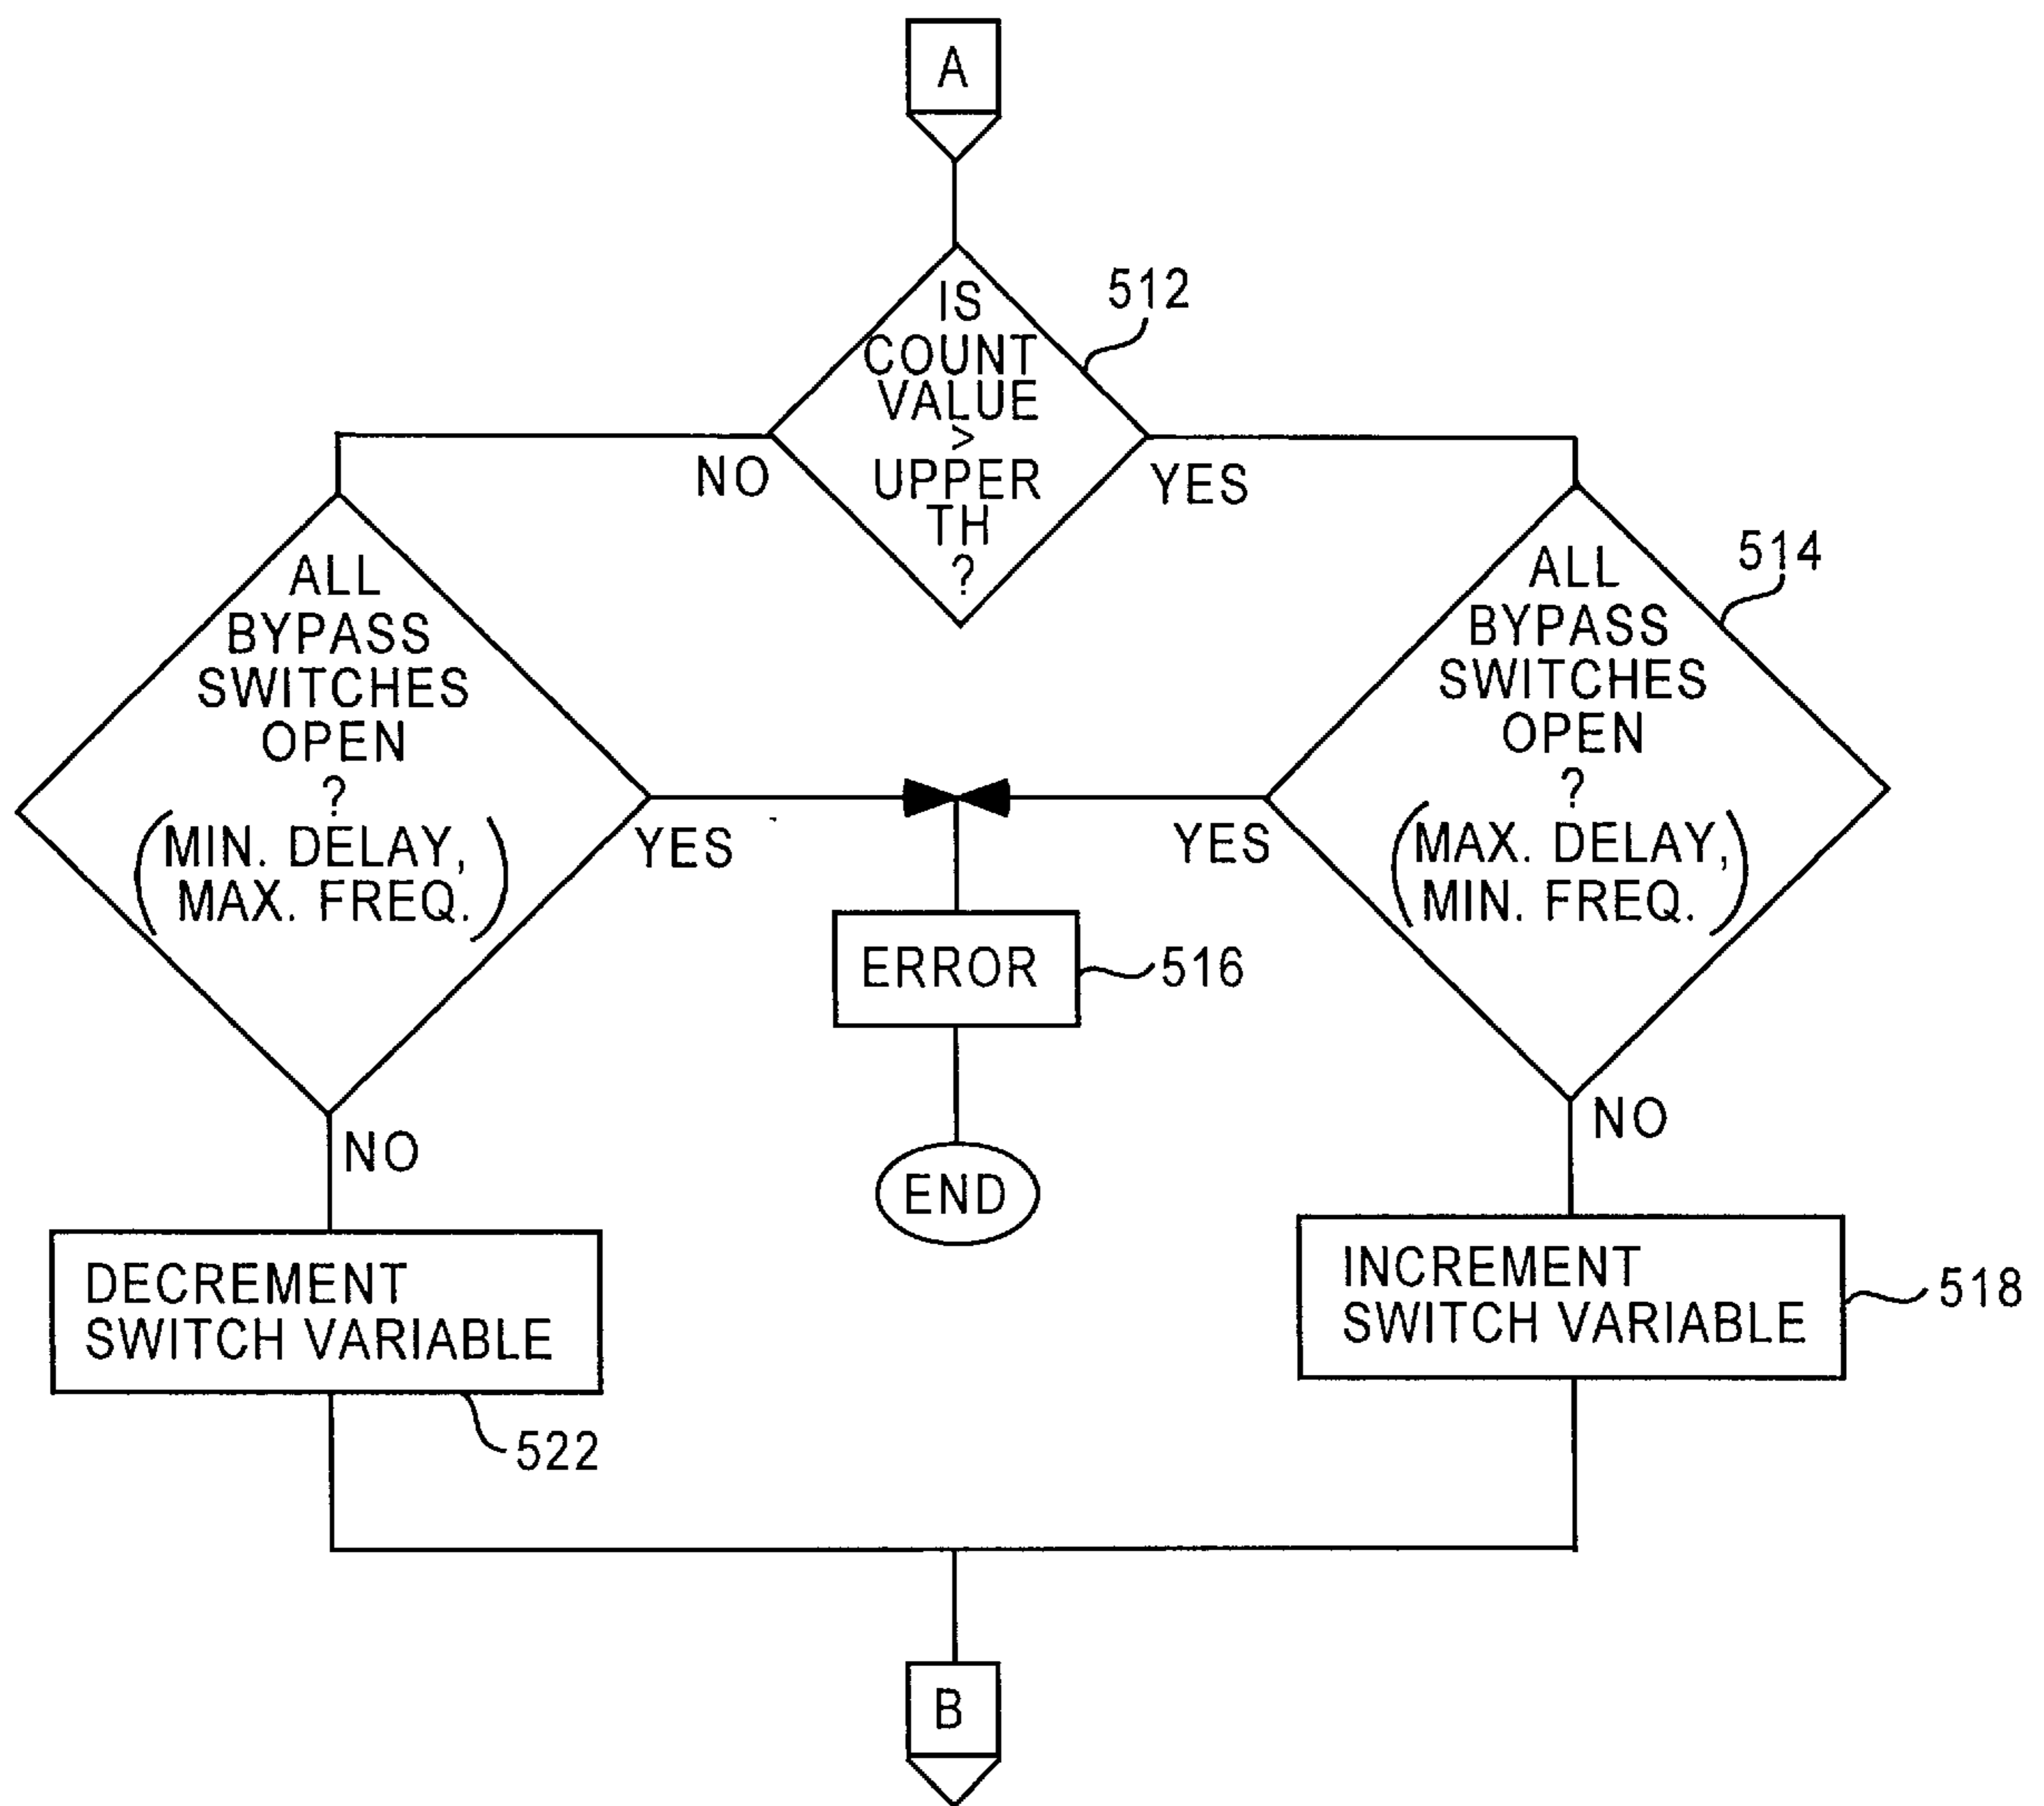 A
IS
COUNT
VALUE
>
UPPER
TH
?
512
NO
YES
ALL
BYPASS
SWITCHES
OPEN
?
(MIN. DELAY,
MAX. FREQ.)
YES
NO
ALL
BYPASS
SWITCHES
OPEN
?
(MAX. DELAY,
MIN. FREQ.)
514
YES
NO
ERROR
516
END
DECREMENT
SWITCH VARIABLE
522
INCREMENT
SWITCH VARIABLE
518
B